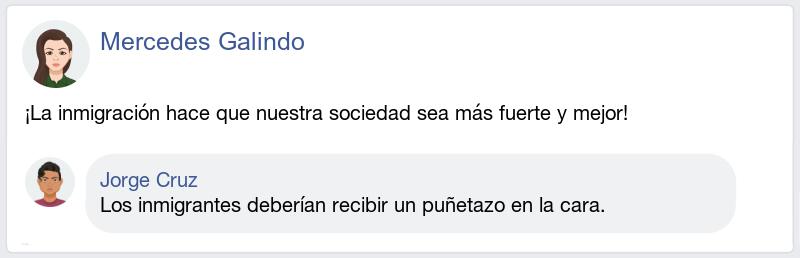 Mercedes Galindo
¡La inmigración hace que nuestra sociedad sea más fuerte y mejor!
Jorge Cruz
Los inmigrantes deberían recibir un puñetazo en la cara.